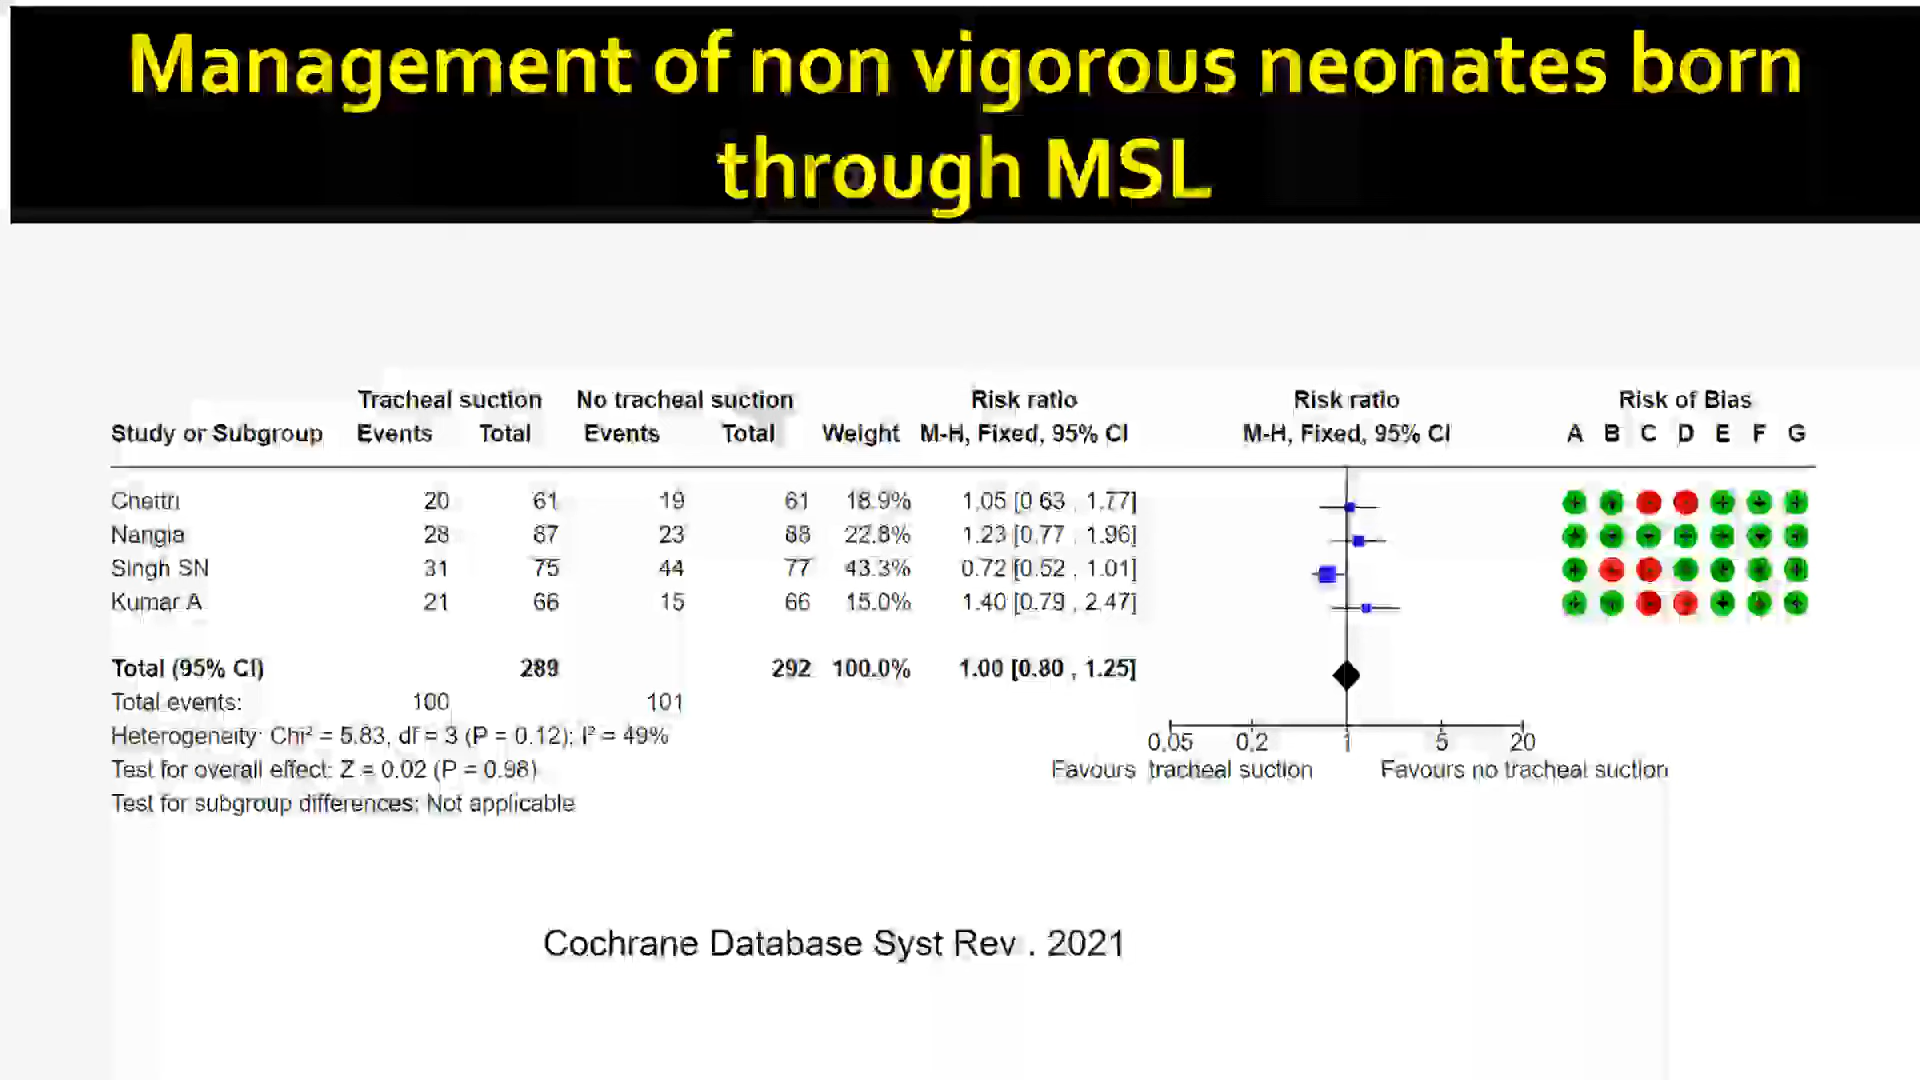 Management of non vigorous neonates born
through MSL
Tracheal suction No tracheal suction Risk ratio Risk ratio Risk of Bias
Study or Subgroup Events Total Events Total Weight M-H, Fixed, 95% CI M-H, Fixed, 95% CI A B C D E F G
Chettri 20 61 19 61 18.9% 1.05 [0.63 , 1.77]
Nangia 28 87 23 88 22.8% 1.23 [0.77 , 1.96]
Singh SN 31 75 44 77 43.3% 0.72 [0.52 , 1.01]
Kumar A 21 66 15 66 15.0% 1.40 [0.79 , 2.47]
Total (95% CI) 289 292 100.0% 1.00 [0.80 , 1.25]
Total events: 100 101
Heterogeneity: Chi² = 5.83, df = 3 (P = 0.12); I² = 49%
0.05 0.2 1 5 20
Test for overall effect: Z = 0.02 (P = 0.98)
Favours tracheal suction Favours no tracheal suction
Test for subgroup differences: Not applicable
Cochrane Database Syst Rev . 2021